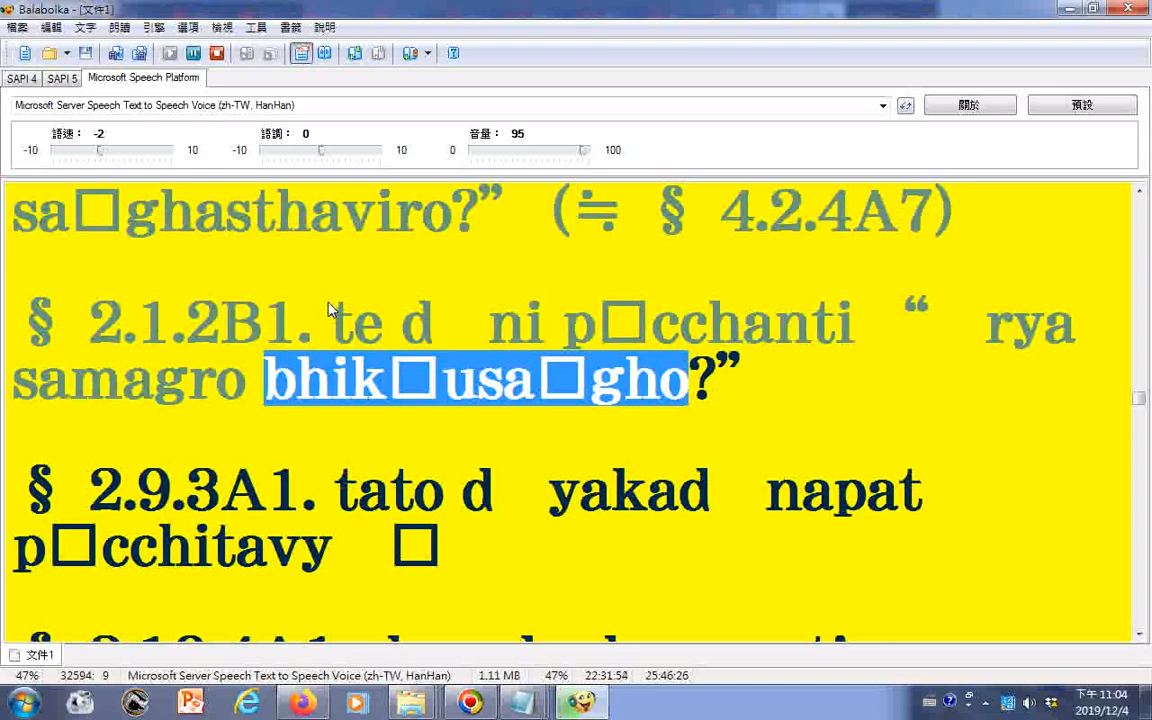 Balabolka - [文件1]
檔案 編輯 文字 朗讀 引擎 選項 檢視 工具 書籤 說明
SAPI 4 SAPI 5 Microsoft Speech Platform
Microsoft Server Speech Text to Speech Voice (zh-TW, HanHan) 關於 預設
語速： -2 語調： 0 音量： 95
-10 10 -10 10 0 100
sa□ghasthaviro?” (≒ § 4.2.4A7)
§ 2.1.2B1. te d ni p□cchanti “ rya
samagro bhik□usa□gho?”
§ 2.9.3A1. tato d yakad napat
p□cchitavy □
文件1
47% 32594: 9 Microsoft Server Speech Text to Speech Voice (zh-TW, HanHan) 1.11 MB 47% 22:31:54 25:46:26
下午 11:04
2019/12/4